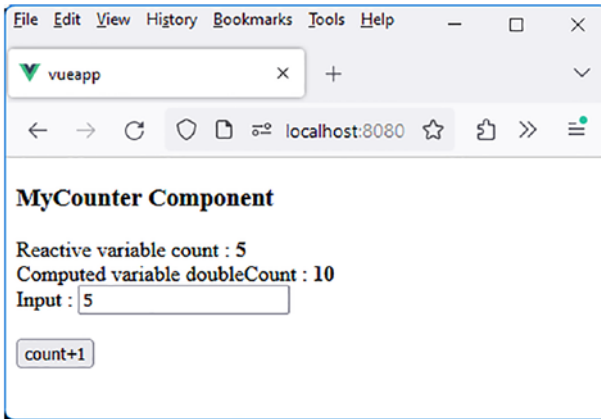 File Edit View History Bookmarks Tools Help
vueapp
localhost:8080
MyCounter Component
Reactive variable count : 5
Computed variable doubleCount : 10
Input : 5
count+1